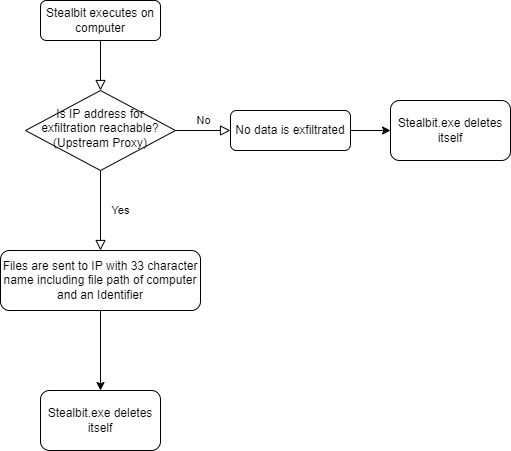 Stealbit executes on
computer
Is IP address for
exfiltration reachable?
(Upstream Proxy)
No
No data is exfiltrated
Stealbit.exe deletes
itself
Yes
Files are sent to IP with 33 character
name including file path of computer
and an Identifier
Stealbit.exe deletes
itself